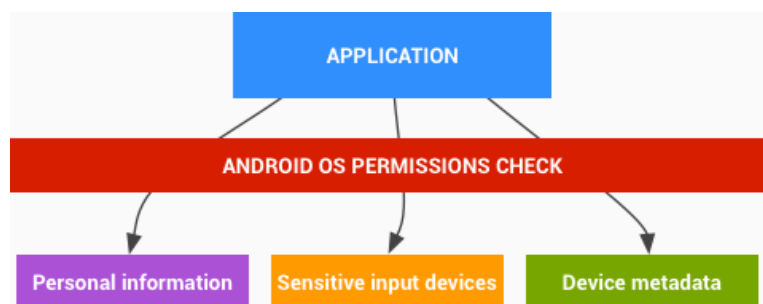 APPLICATION
ANDROID OS PERMISSIONS CHECK
Personal information
Sensitive input devices
Device metadata